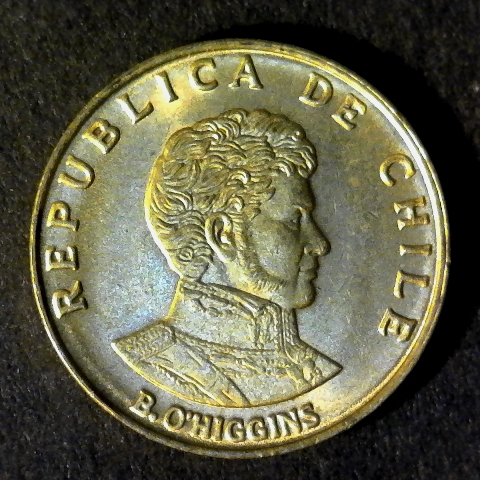 REPUBLICA DE CHILE
B. O'HIGGINS